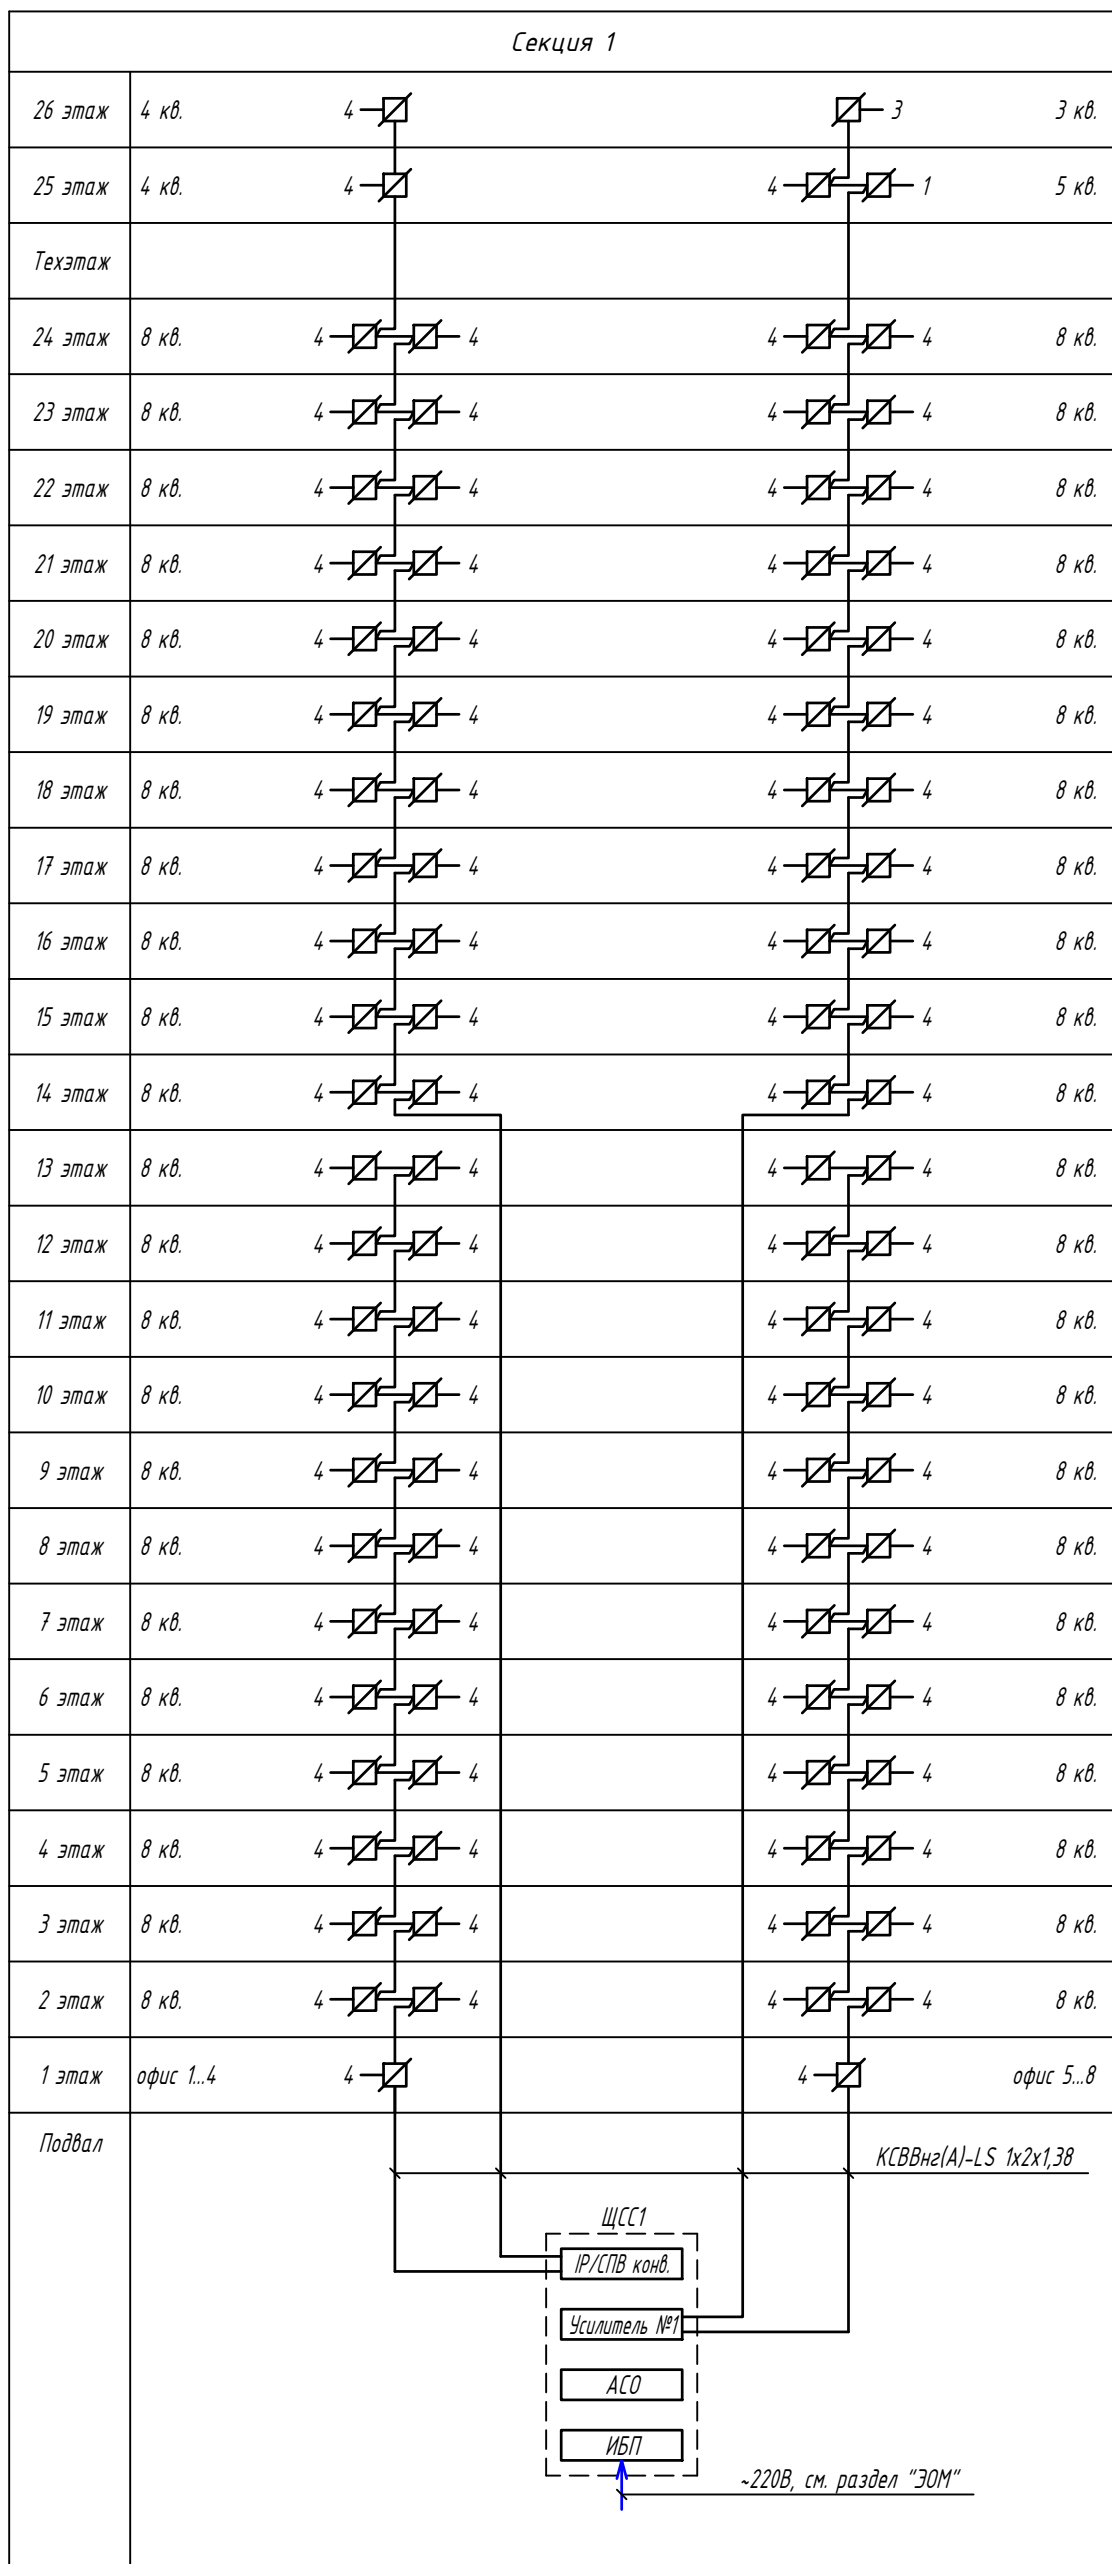 Секция 1
26 этаж 4 кв. 4 3 3 кв.
25 этаж 4 кв. 4 4 1 5 кв.
Техэтаж
24 этаж 8 кв. 4 4 4 4 8 кв.
23 этаж 8 кв. 4 4 4 4 8 кв.
22 этаж 8 кв. 4 4 4 4 8 кв.
21 этаж 8 кв. 4 4 4 4 8 кв.
20 этаж 8 кв. 4 4 4 4 8 кв.
19 этаж 8 кв. 4 4 4 4 8 кв.
18 этаж 8 кв. 4 4 4 4 8 кв.
17 этаж 8 кв. 4 4 4 4 8 кв.
16 этаж 8 кв. 4 4 4 4 8 кв.
15 этаж 8 кв. 4 4 4 4 8 кв.
14 этаж 8 кв. 4 4 4 4 8 кв.
13 этаж 8 кв. 4 4 4 4 8 кв.
12 этаж 8 кв. 4 4 4 4 8 кв.
11 этаж 8 кв. 4 4 4 4 8 кв.
10 этаж 8 кв. 4 4 4 4 8 кв.
9 этаж 8 кв. 4 4 4 4 8 кв.
8 этаж 8 кв. 4 4 4 4 8 кв.
7 этаж 8 кв. 4 4 4 4 8 кв.
6 этаж 8 кв. 4 4 4 4 8 кв.
5 этаж 8 кв. 4 4 4 4 8 кв.
4 этаж 8 кв. 4 4 4 4 8 кв.
3 этаж 8 кв. 4 4 4 4 8 кв.
2 этаж 8 кв. 4 4 4 4 8 кв.
1 этаж офис 1...4 4 4 офис 5...8
Подвал
КСВВнг(А)-LS 1х2х1,38
ЩСС1
IP/СПВ конв.
Усилитель №1
АСО
ИБП
~220В, см. раздел "ЭОМ"